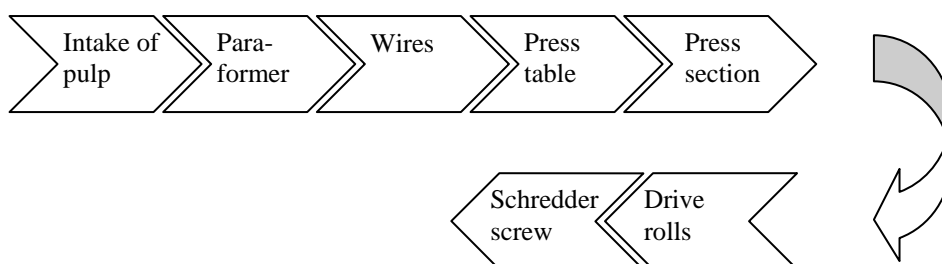 Intake of
pulp
Para-
former
Wires
Press
table
Press
section
Drive
rolls
Schredder
screw